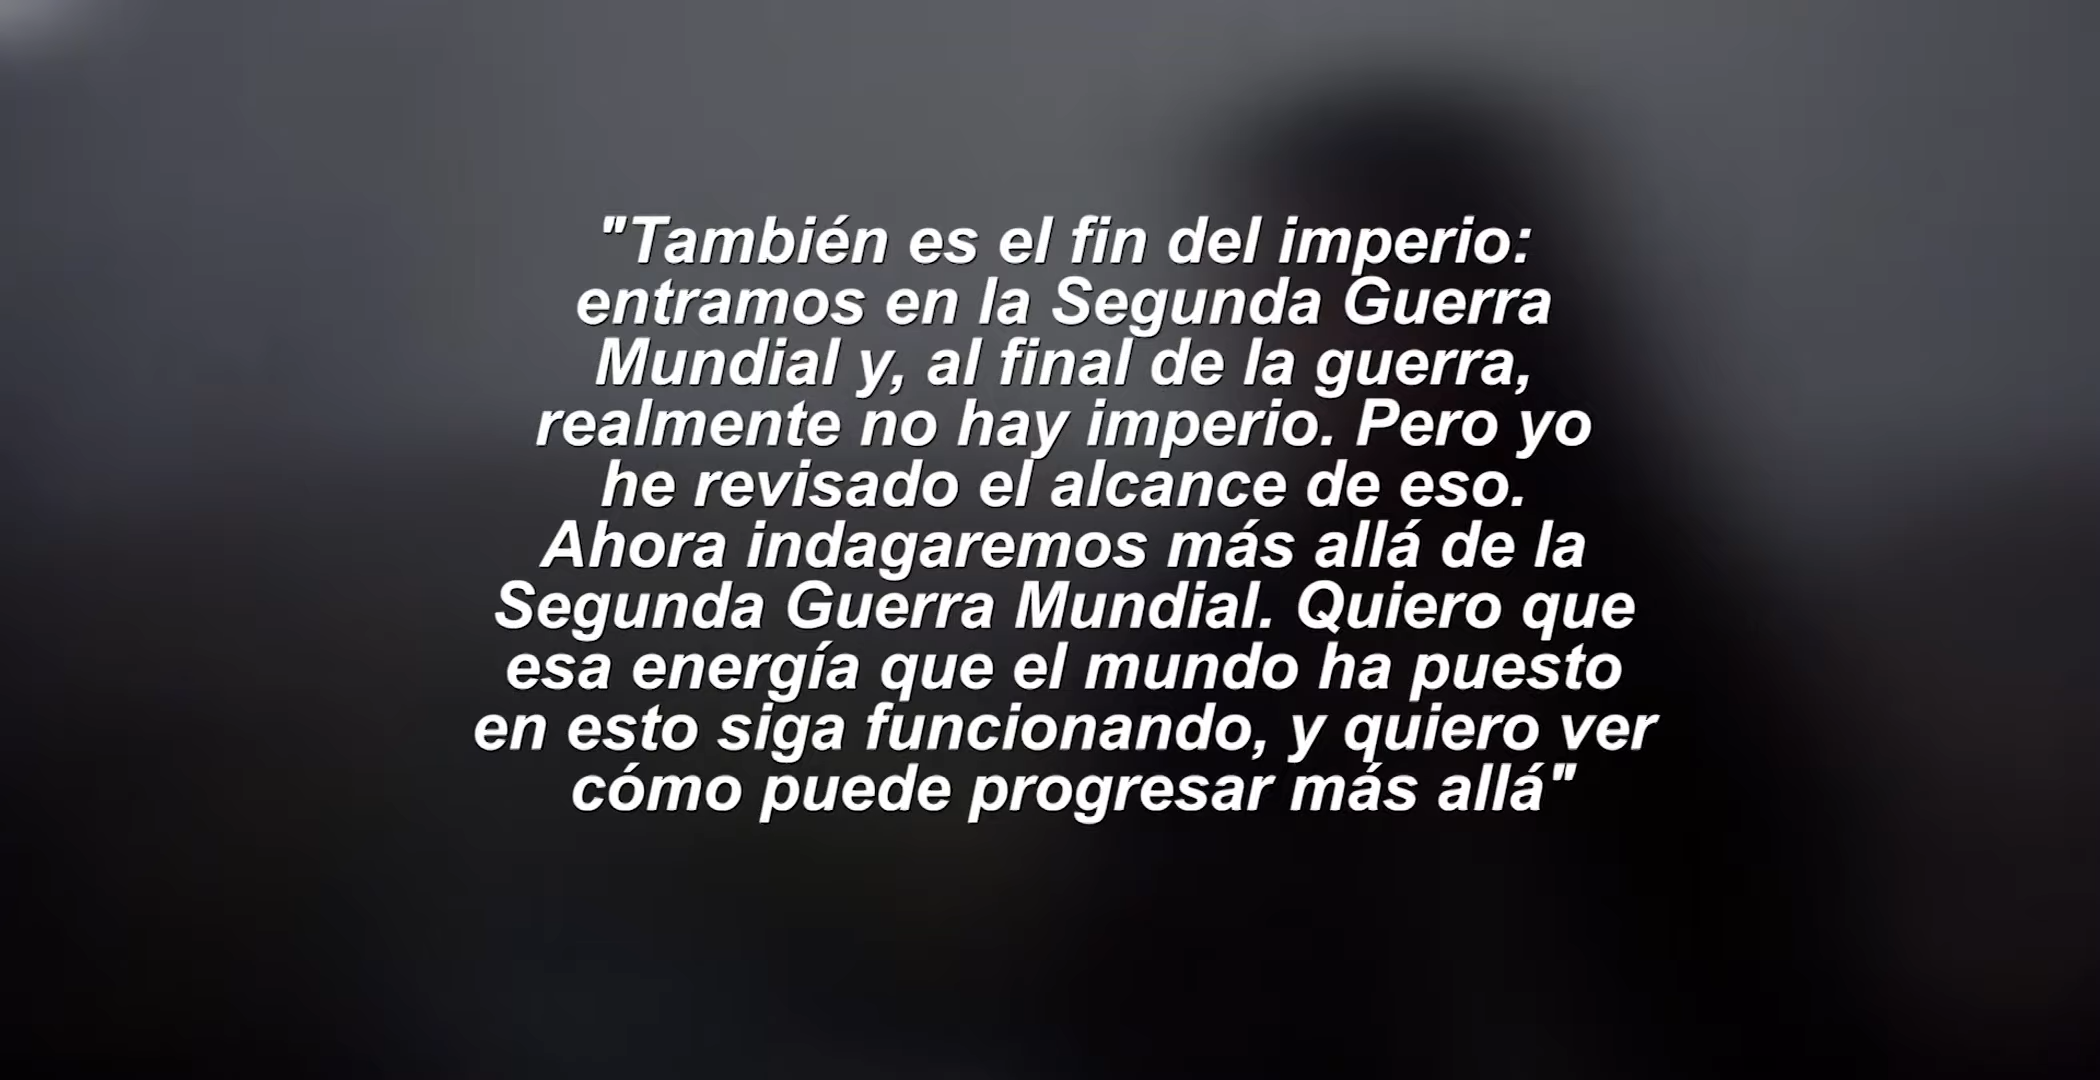 "También es el fin del imperio:
entramos en la Segunda Guerra
Mundial y, al final de la guerra,
realmente no hay imperio. Pero yo
he revisado el alcance de eso.
Ahora indagaremos más allá de la
Segunda Guerra Mundial. Quiero que
esa energía que el mundo ha puesto
en esto siga funcionando, y quiero ver
cómo puede progresar más allá"